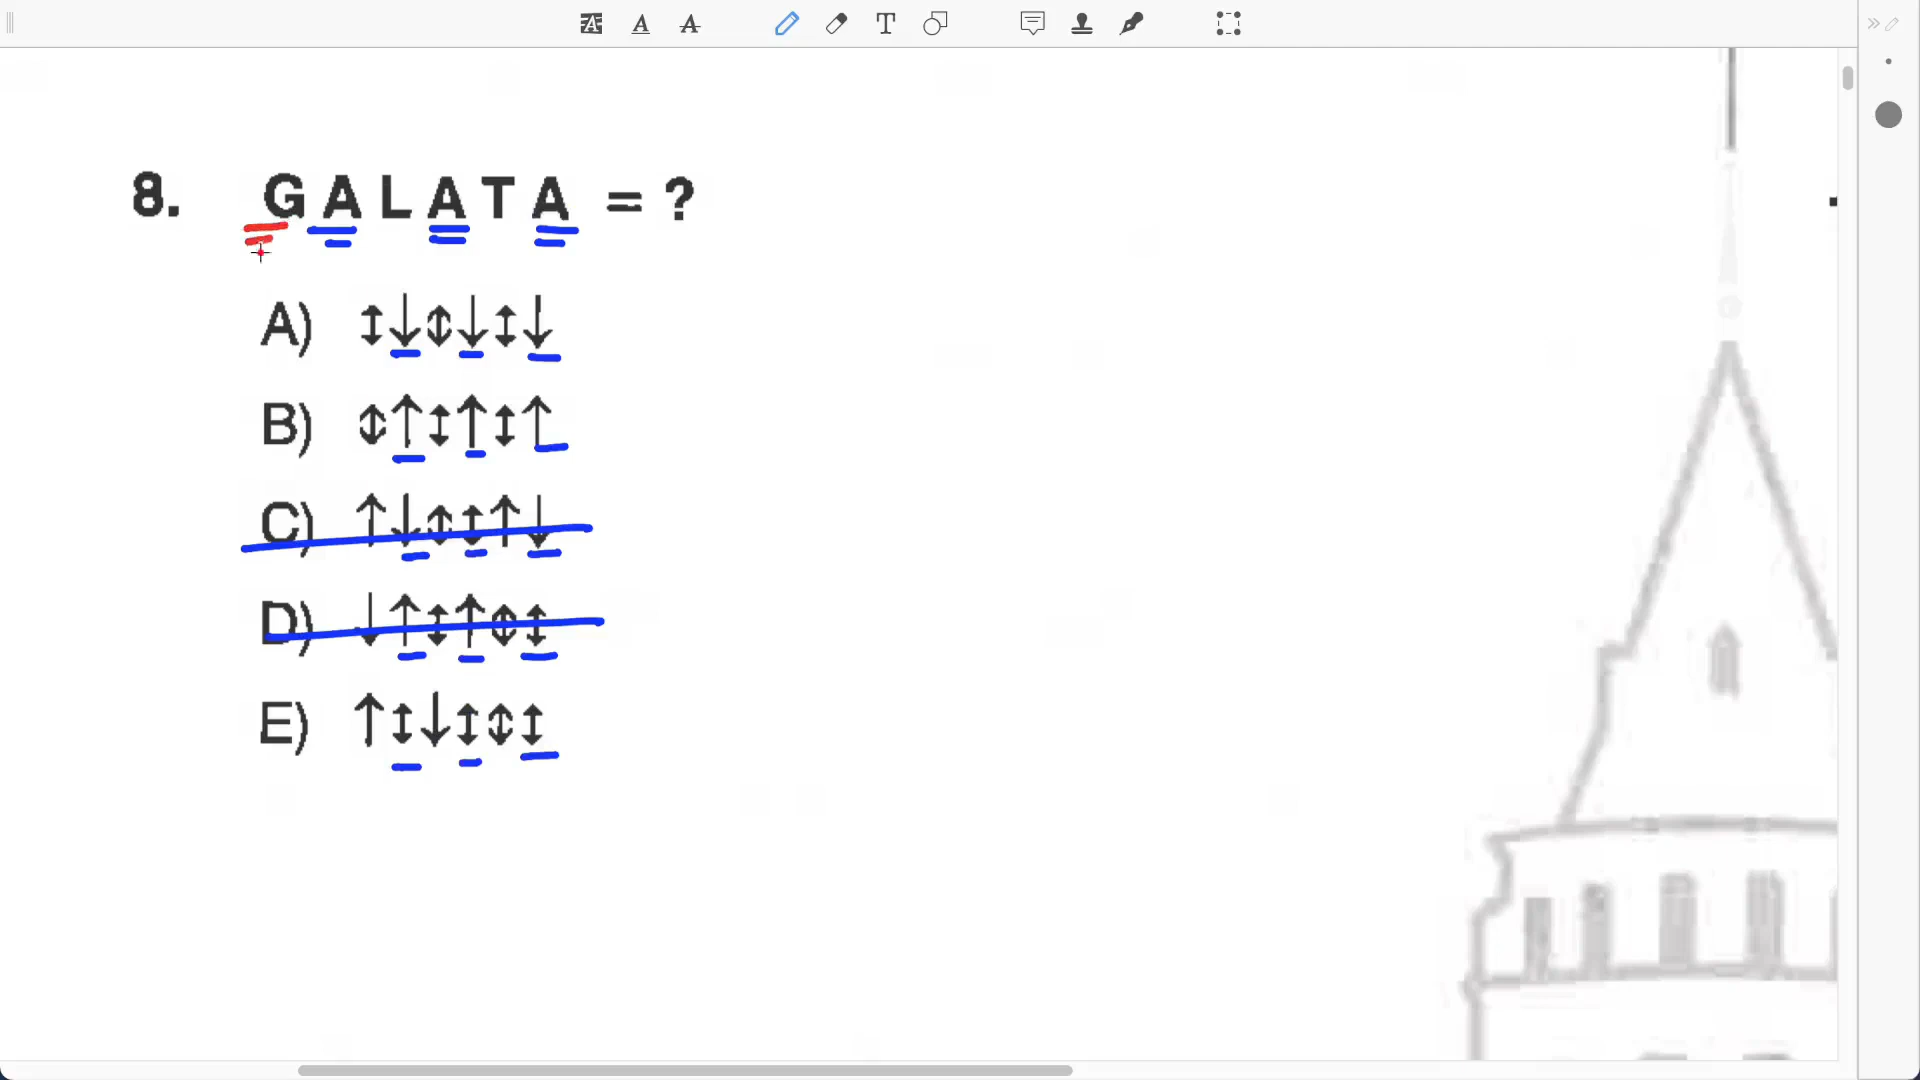 8. GALATA = ?
A) ↕↓⇕↓↕↓
B) ⇕↑↕↑↕↑
C) ↑↓⇕↕↑↓
D) ↓↑↕↑⇕↕
E) ↑↕↓↕⇕↕